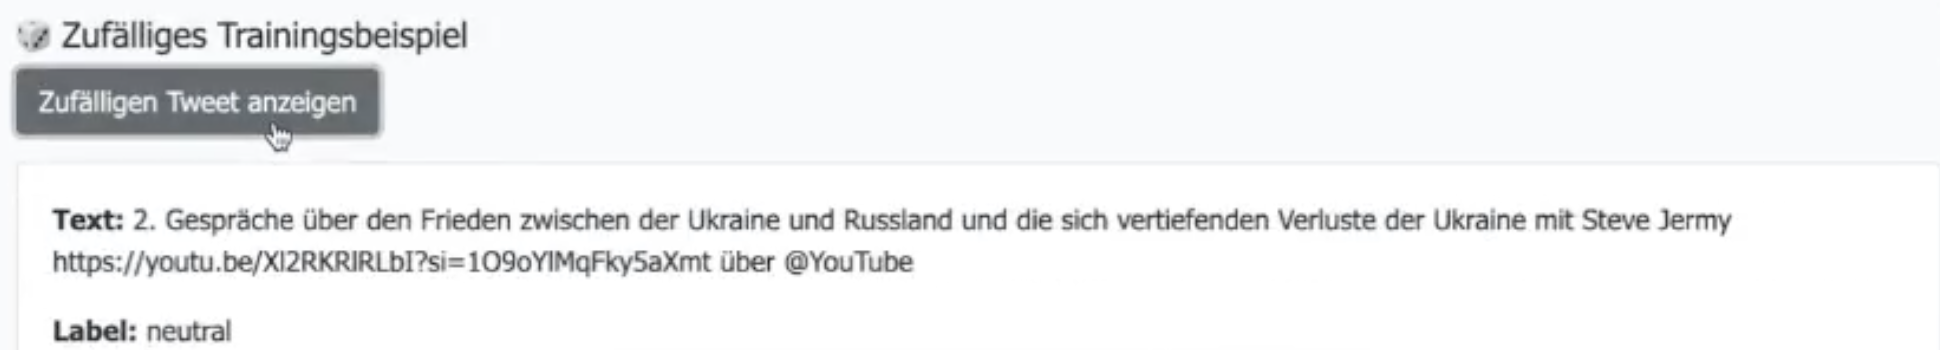 Zufälliges Trainingsbeispiel
Zufälligen Tweet anzeigen
Text: 2. Gespräche über den Frieden zwischen der Ukraine und Russland und die sich vertiefenden Verluste der Ukraine mit Steve Jermy
https://youtu.be/Xl2RKRlRLbI?si=1O9oYlMqFky5aXmt über @YouTube
Label: neutral